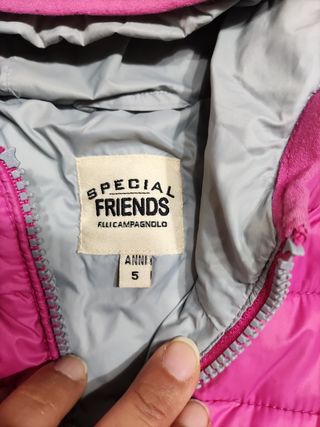 SPECIAL
FRIENDS
F.LLI CAMPAGNOLO
ANNI
5